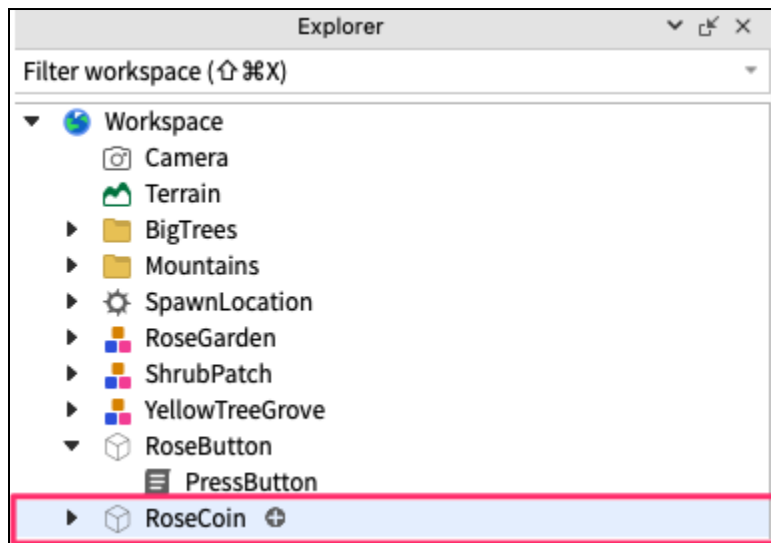 Explorer
Filter workspace (⇧⌘X)
Workspace
Camera
Terrain
BigTrees
Mountains
SpawnLocation
RoseGarden
ShrubPatch
YellowTreeGrove
RoseButton
PressButton
RoseCoin